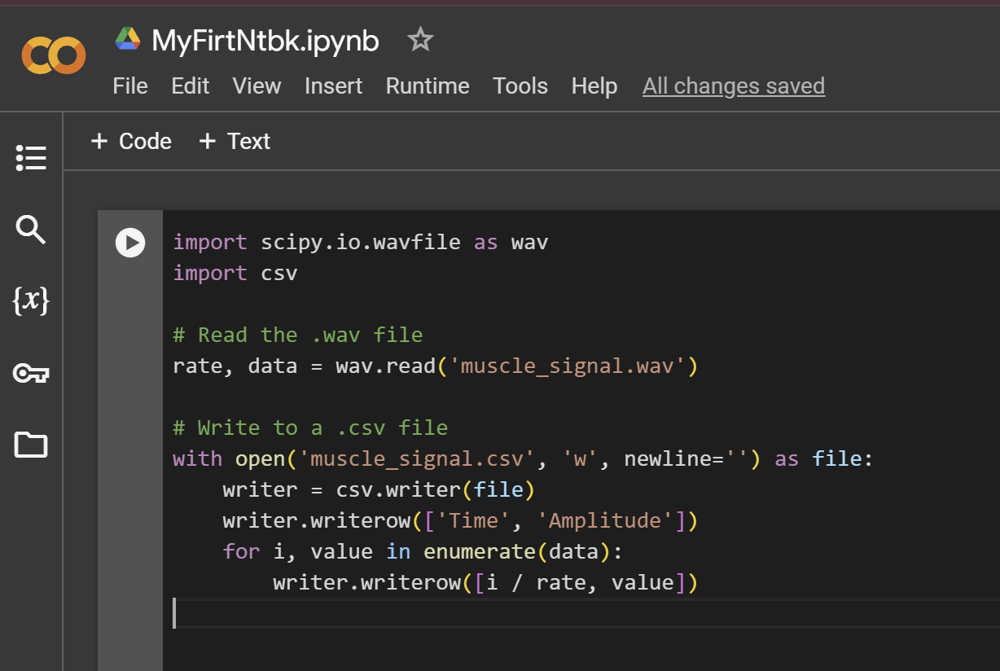 MyFirtNtbk.ipynb
File Edit View Insert Runtime Tools Help All changes saved
+ Code + Text
{x}
import scipy.io.wavfile as wav
import csv
# Read the .wav file
rate, data = wav.read('muscle_signal.wav')
# Write to a .csv file
with open('muscle_signal.csv', 'w', newline='') as file:
    writer = csv.writer(file)
    writer.writerow(['Time', 'Amplitude'])
    for i, value in enumerate(data):
        writer.writerow([i / rate, value])